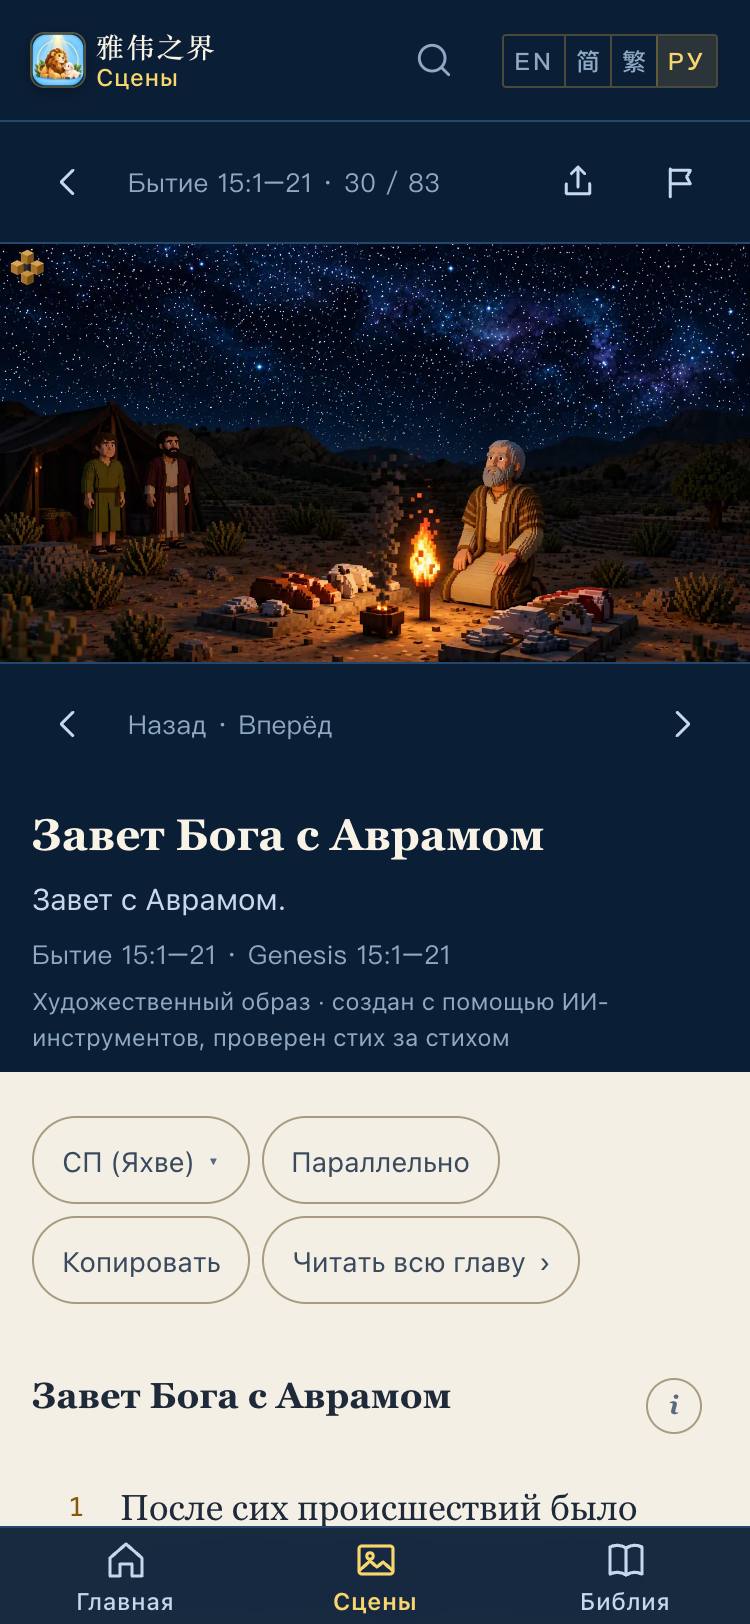 雅伟之界
Сцены
EN 简 繁 РУ
Бытие 15:1—21 · 30 / 83
Назад · Вперёд
Завет Бога с Аврамом
Завет с Аврамом.
Бытие 15:1—21 · Genesis 15:1—21
Художественный образ · создан с помощью ИИ-
инструментов, проверен стих за стихом
СП (Яхве) ▾ Параллельно
Копировать Читать всю главу ›
Завет Бога с Аврамом i
1 После сих происшествий было
Главная Сцены Библия